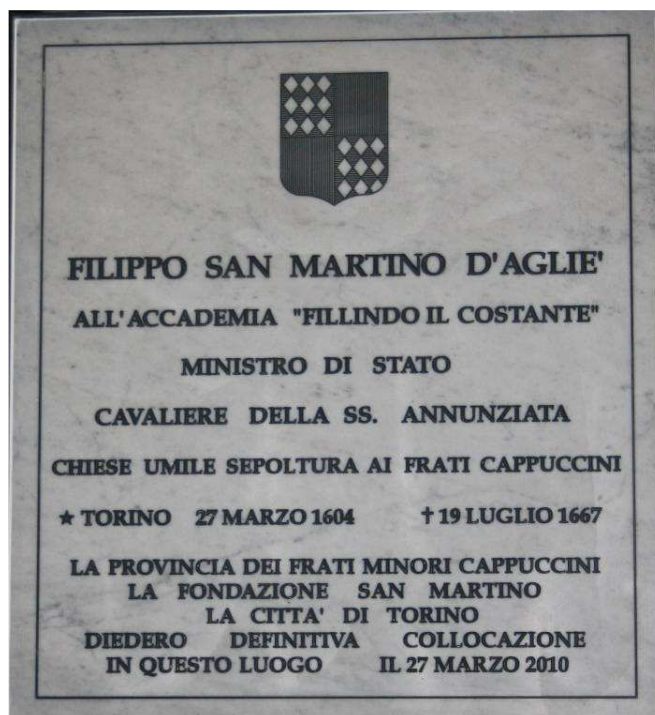 FILIPPO SAN MARTINO D'AGLIE'
ALL'ACCADEMIA "FILLINDO IL COSTANTE"
MINISTRO DI STATO
CAVALIERE DELLA SS. ANNUNZIATA
CHIESE UMILE SEPOLTURA AI FRATI CAPPUCCINI
★ TORINO 27 MARZO 1604 † 19 LUGLIO 1667
LA PROVINCIA DEI FRATI MINORI CAPPUCCINI
LA FONDAZIONE SAN MARTINO
LA CITTA' DI TORINO
DIEDERO DEFINITIVA COLLOCAZIONE
IN QUESTO LUOGO IL 27 MARZO 2010